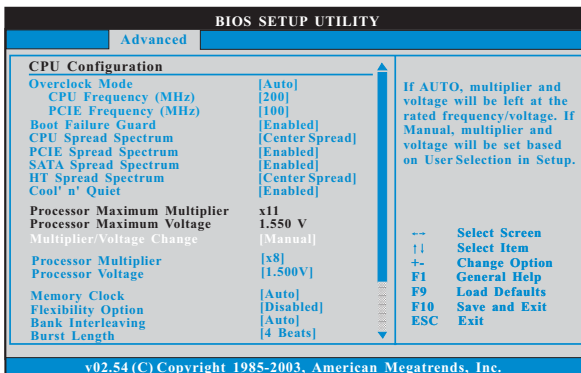 BIOS SETUP UTILITY
Advanced
CPU Configuration
Overclock Mode [Auto]
CPU Frequency (MHz) [200]
PCIE Frequency (MHz) [100]
Boot Failure Guard [Enabled]
CPU Spread Spectrum [Center Spread]
PCIE Spread Spectrum [Enabled]
SATA Spread Spectrum [Enabled]
HT Spread Spectrum [Center Spread]
Cool' n' Quiet [Enabled]
Processor Maximum Multiplier x11
Processor Maximum Voltage 1.550 V
Multiplier/Voltage Change [Manual]
Processor Multiplier [x8]
Processor Voltage [1.500V]
Memory Clock [Auto]
Flexibility Option [Disabled]
Bank Interleaving [Auto]
Burst Length [4 Beats]
If AUTO, multiplier and
voltage will be left at the
rated frequency/voltage. If
Manual, multiplier and
voltage will be set based
on User Selection in Setup.
←→ Select Screen
↑↓ Select Item
+- Change Option
F1 General Help
F9 Load Defaults
F10 Save and Exit
ESC Exit
v02.54 (C) Copyright 1985-2003, American Megatrends, Inc.